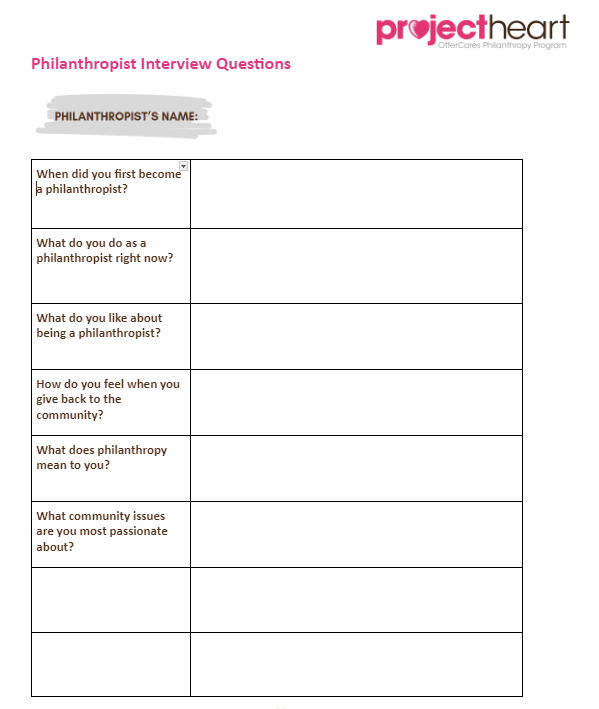 projectheart
OtterCares Philanthropy Program
Philanthropist Interview Questions
PHILANTHROPIST'S NAME:
When did you first become
a philanthropist?
What do you do as a
philanthropist right now?
What do you like about
being a philanthropist?
How do you feel when you
give back to the
community?
What does philanthropy
mean to you?
What community issues
are you most passionate
about?